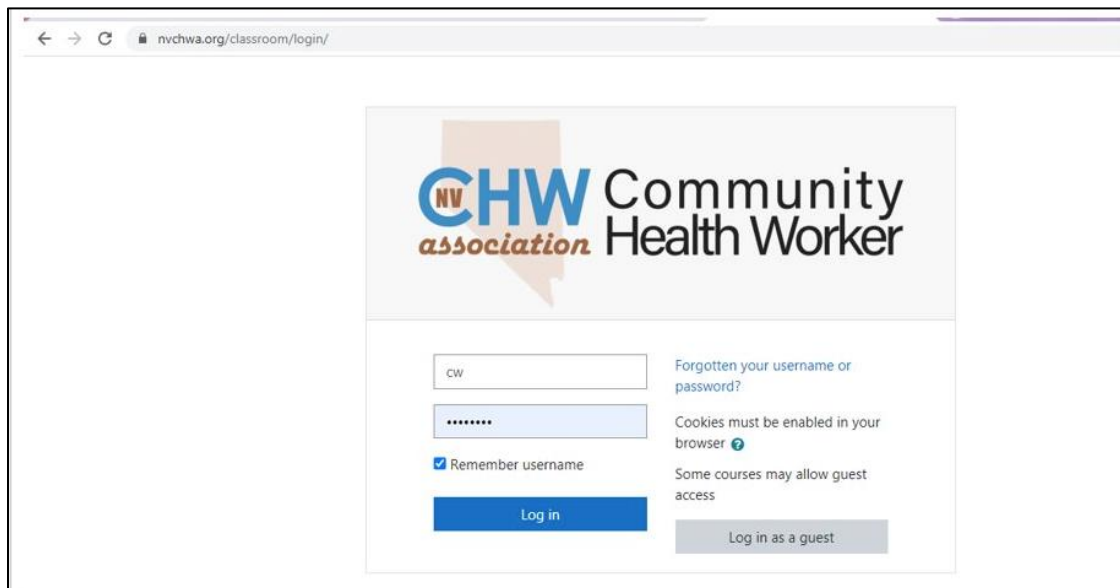 nvchwa.org/classroom/login/
NV CHW Community
association Health Worker
cw
Forgotten your username or
password?
••••••••
Cookies must be enabled in your
browser ?
Remember username
Some courses may allow guest
access
Log in
Log in as a guest